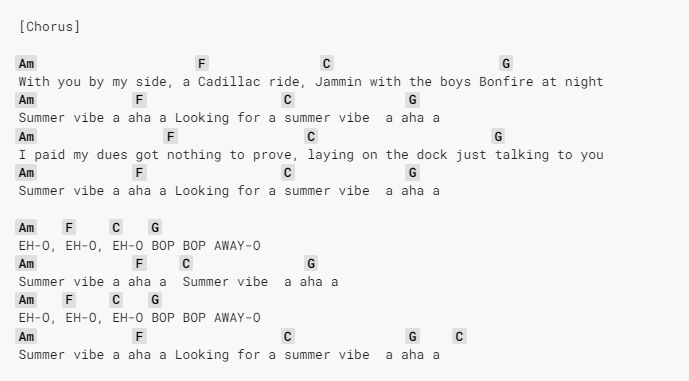 [Chorus]
Am F C G
With you by my side, a Cadillac ride, Jammin with the boys Bonfire at night
Am F C G
Summer vibe a aha a Looking for a summer vibe  a aha a
Am F C G
I paid my dues got nothing to prove, laying on the dock just talking to you
Am F C G
Summer vibe a aha a Looking for a summer vibe  a aha a
Am F C G
EH-O, EH-O, EH-O BOP BOP AWAY-O
Am F C G
Summer vibe a aha a  Summer vibe  a aha a
Am F C G
EH-O, EH-O, EH-O BOP BOP AWAY-O
Am F C G C
Summer vibe a aha a Looking for a summer vibe  a aha a